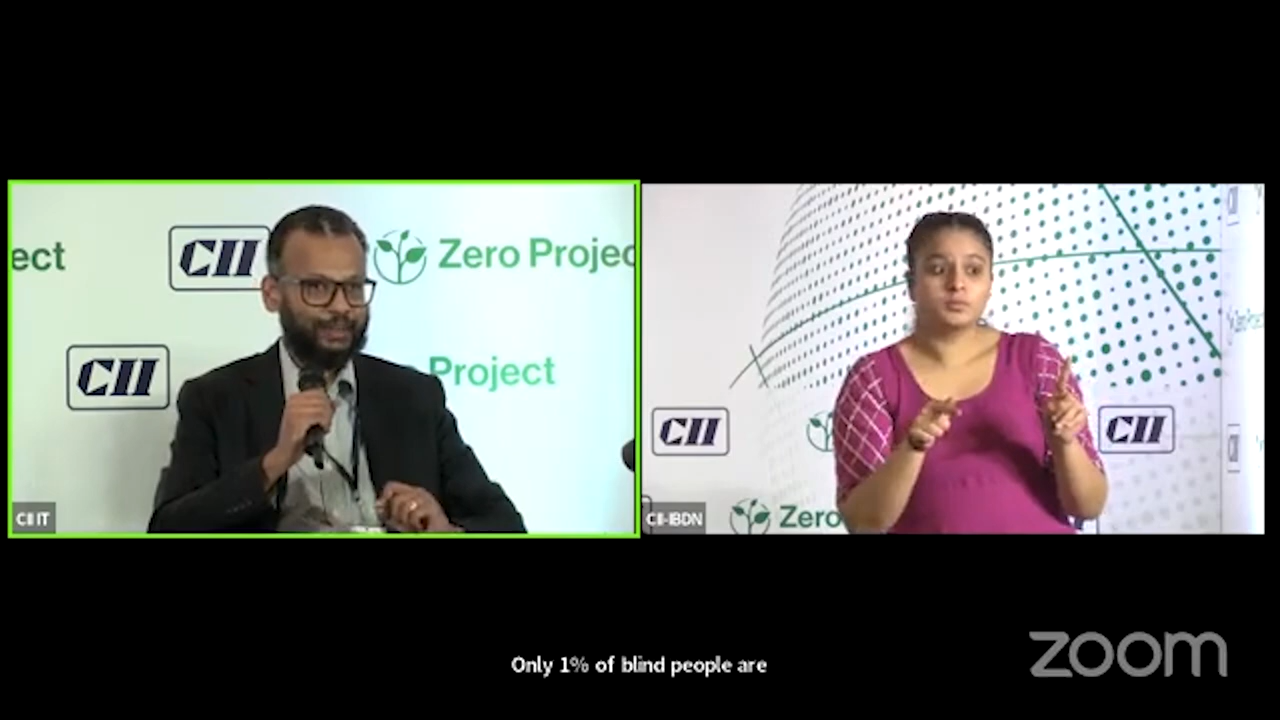 ect
CII
Zero Projec
CII
Project
CII IT
CII
CII
Zero
CII-IBDN
Only 1% of blind people are
zoom